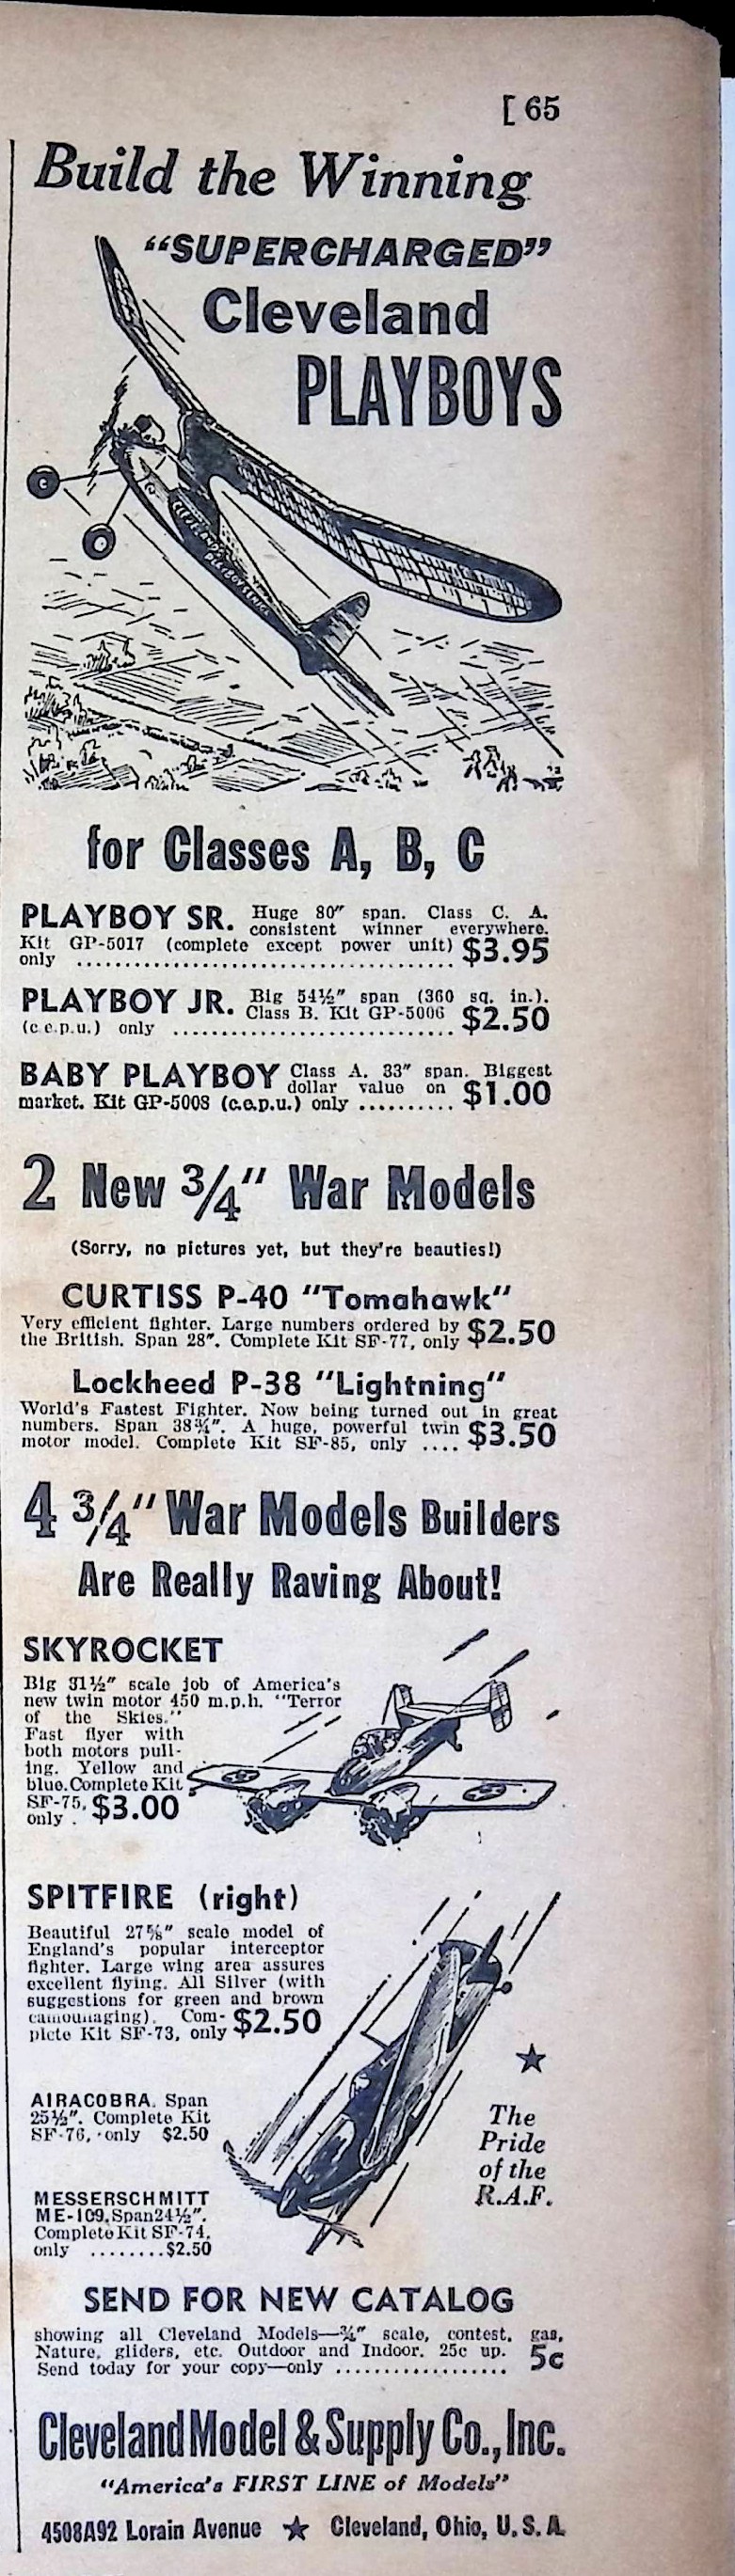 [ 65
Build the Winning
"SUPERCHARGED"
Cleveland
PLAYBOYS
for Classes A, B, C
PLAYBOY SR. Huge 80" span. Class C. A.
consistent winner everywhere.
Kit GP-5017 (complete except power unit)
only .......... $3.95
PLAYBOY JR. Big 54½" span (360 sq. in.).
Class B. Kit GP-5006
(c.e.p.u.) only .......... $2.50
BABY PLAYBOY Class A. 33" span. Biggest
dollar value on
market. Kit GP-5008 (c.e.p.u.) only .......... $1.00
2 New ¾" War Models
(Sorry, no pictures yet, but they're beauties!)
CURTISS P-40 "Tomahawk"
Very efficient fighter. Large numbers ordered by
the British. Span 28". Complete Kit SF-77, only $2.50
Lockheed P-38 "Lightning"
World's Fastest Fighter. Now being turned out in great
numbers. Span 38¾". A huge, powerful twin
motor model. Complete Kit SF-85, only .... $3.50
4 ¾" War Models Builders
Are Really Raving About!
SKYROCKET
Big 31½" scale job of America's
new twin motor 450 m.p.h. "Terror
of the Skies."
Fast flyer with
both motors pull-
ing. Yellow and
blue. Complete Kit
SF-75,
only . $3.00
SPITFIRE (right)
Beautiful 27⅝" scale model of
England's popular interceptor
fighter. Large wing area assures
excellent flying. All Silver (with
suggestions for green and brown
camouflaging). Com-
plete Kit SF-73, only $2.50
AIRACOBRA. Span
25½". Complete Kit
SF-76, only $2.50
The
Pride
of the
R.A.F.
MESSERSCHMITT
ME-109. Span 24½".
Complete Kit SF-74,
only ........ $2.50
SEND FOR NEW CATALOG
showing all Cleveland Models—¾" scale, contest, gas,
Nature, gliders, etc. Outdoor and Indoor. 25c up.
Send today for your copy—only .................. 5c
Cleveland Model & Supply Co., Inc.
"America's FIRST LINE of Models"
4508A92 Lorain Avenue ★ Cleveland, Ohio, U.S.A.